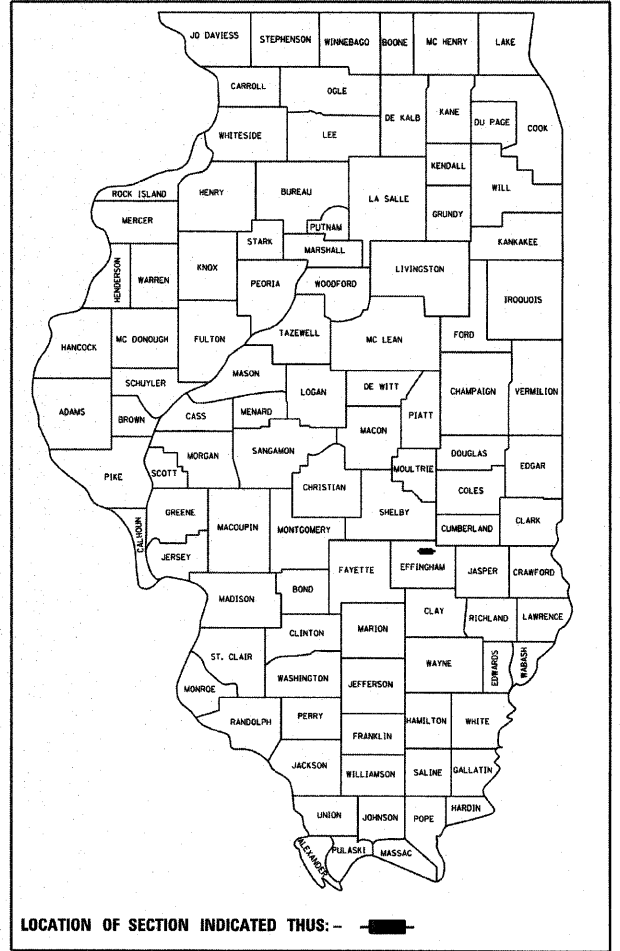 JO DAVIESS STEPHENSON WINNEBAGO BOONE MC HENRY LAKE
CARROLL OGLE DE KALB KANE DU PAGE COOK
WHITESIDE LEE
KENDALL WILL
ROCK ISLAND HENRY BUREAU LA SALLE GRUNDY
MERCER PUTNAM
STARK MARSHALL KANKAKEE
HENDERSON WARREN KNOX PEORIA WOODFORD LIVINGSTON IROQUOIS
HANCOCK MC DONOUGH FULTON TAZEWELL MC LEAN FORD
MASON
SCHUYLER LOGAN DE WITT CHAMPAIGN VERMILION
ADAMS BROWN CASS MENARD MACON PIATT
MORGAN SANGAMON DOUGLAS
PIKE SCOTT CHRISTIAN MOULTRIE COLES EDGAR
GREENE MACOUPIN MONTGOMERY SHELBY CUMBERLAND CLARK
CALHOUN JERSEY
FAYETTE EFFINGHAM JASPER CRAWFORD
MADISON BOND
CLAY RICHLAND LAWRENCE
CLINTON MARION
ST. CLAIR WAYNE EDWARDS WABASH
MONROE WASHINGTON JEFFERSON
RANDOLPH PERRY HAMILTON WHITE
FRANKLIN
JACKSON WILLIAMSON SALINE GALLATIN
UNION JOHNSON POPE HARDIN
ALEXANDER PULASKI MASSAC
LOCATION OF SECTION INDICATED THUS: -